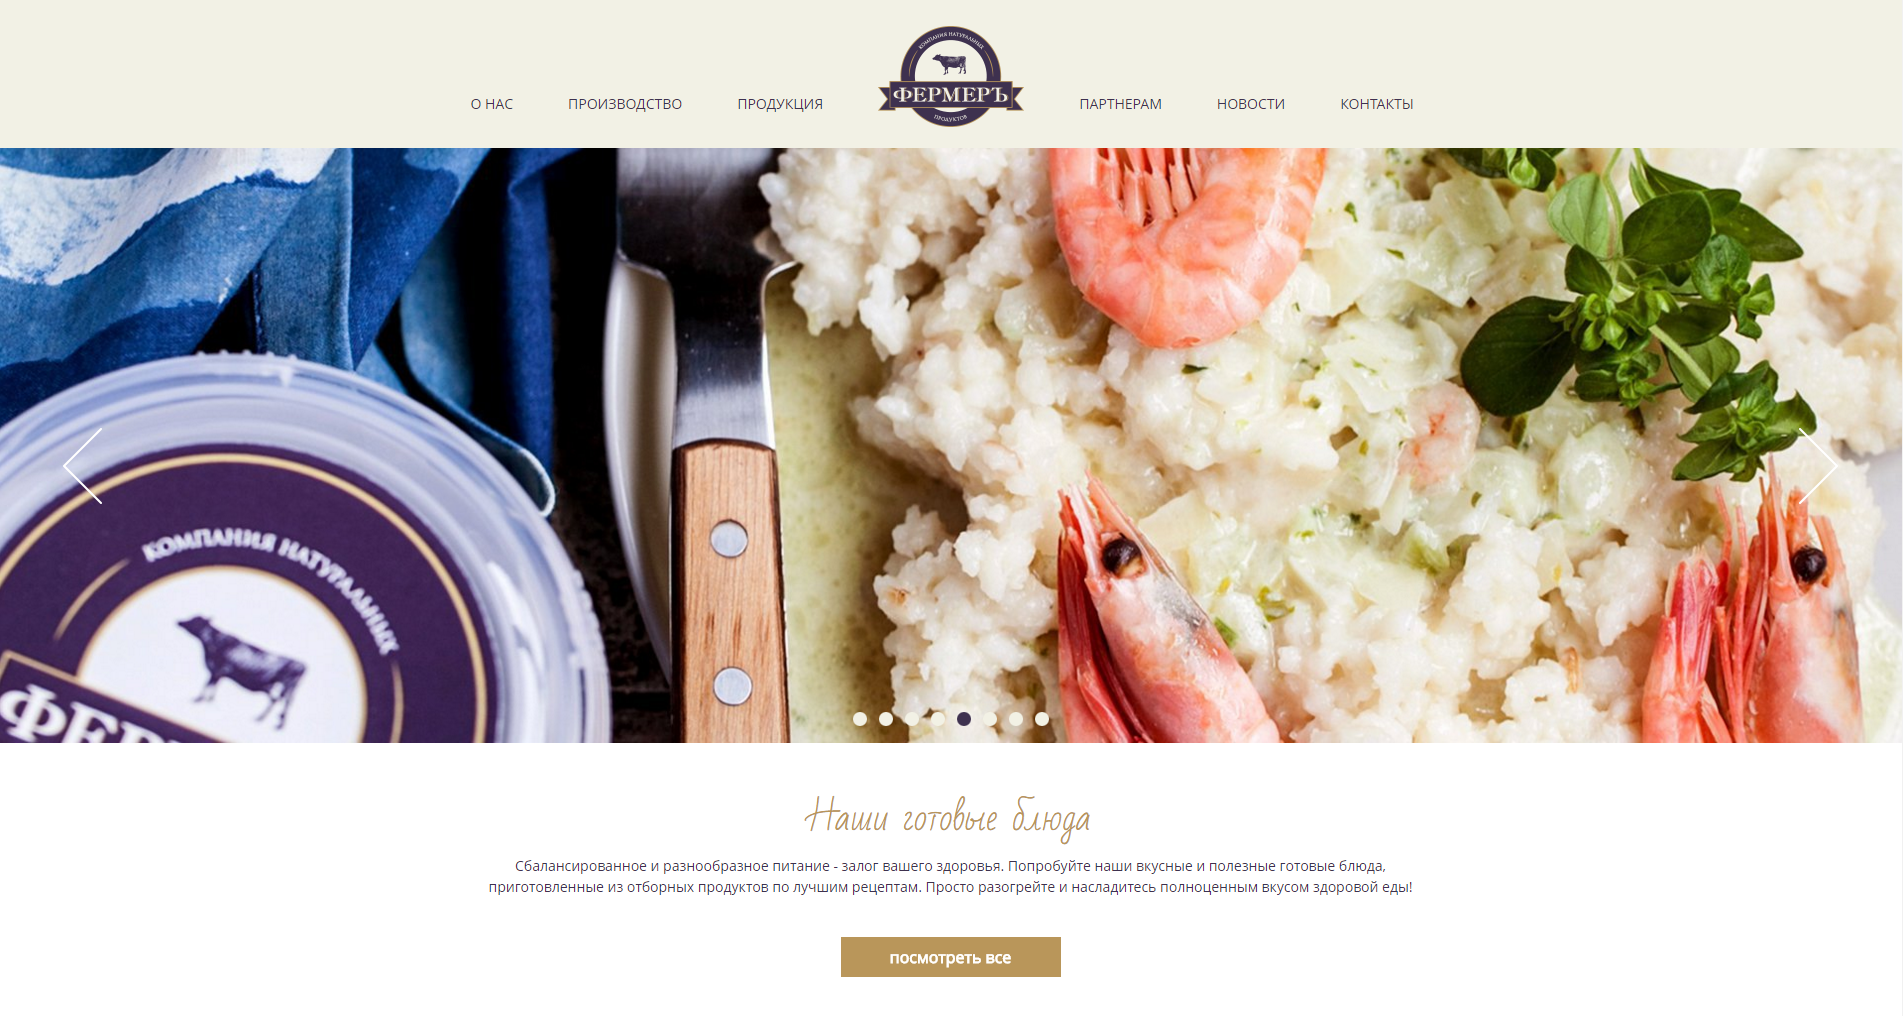 О НАС
ПРОИЗВОДСТВО
ПРОДУКЦИЯ
КОМПАНИЯ НАТУРАЛЬНЫХ
ФЕРМЕРЪ
ПРОДУКТОВ
ПАРТНЕРАМ
НОВОСТИ
КОНТАКТЫ
КОМПАНИЯ НАТУРАЛЬНЫХ
Наши готовые блюда
Сбалансированное и разнообразное питание - залог вашего здоровья. Попробуйте наши вкусные и полезные готовые блюда,
приготовленные из отборных продуктов по лучшим рецептам. Просто разогрейте и насладитесь полноценным вкусом здоровой еды!
посмотреть все